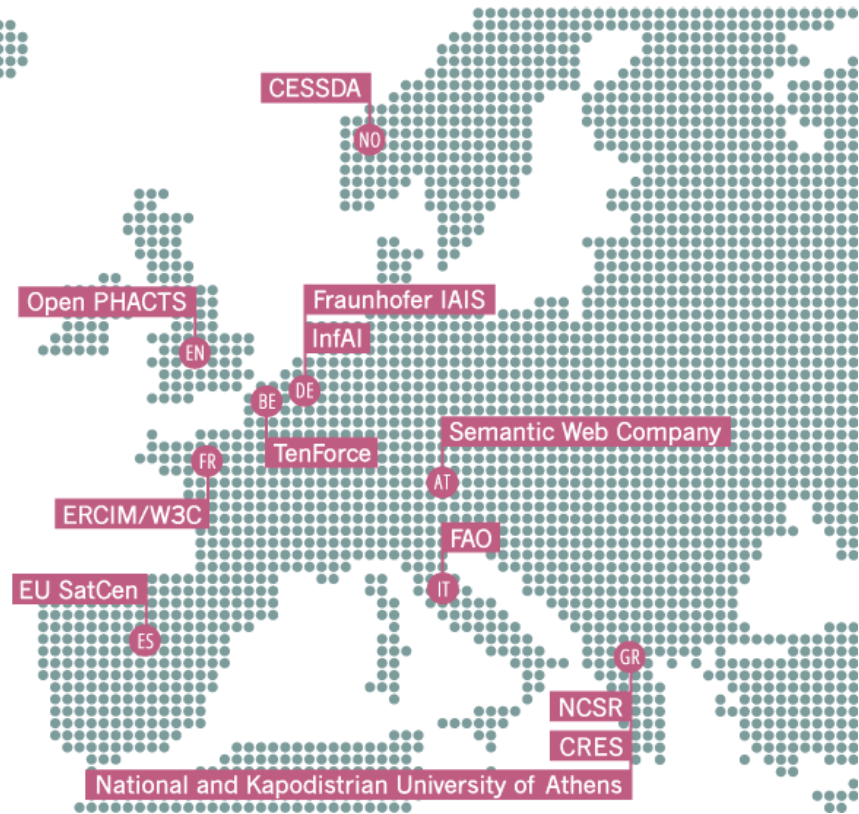 CESSDA
NO
Open PHACTS
EN
Fraunhofer IAIS
InfAI
DE
BE
TenForce
Semantic Web Company
AT
FR
ERCIM/W3C
FAO
IT
EU SatCen
ES
GR
NCSR
CRES
National and Kapodistrian University of Athens